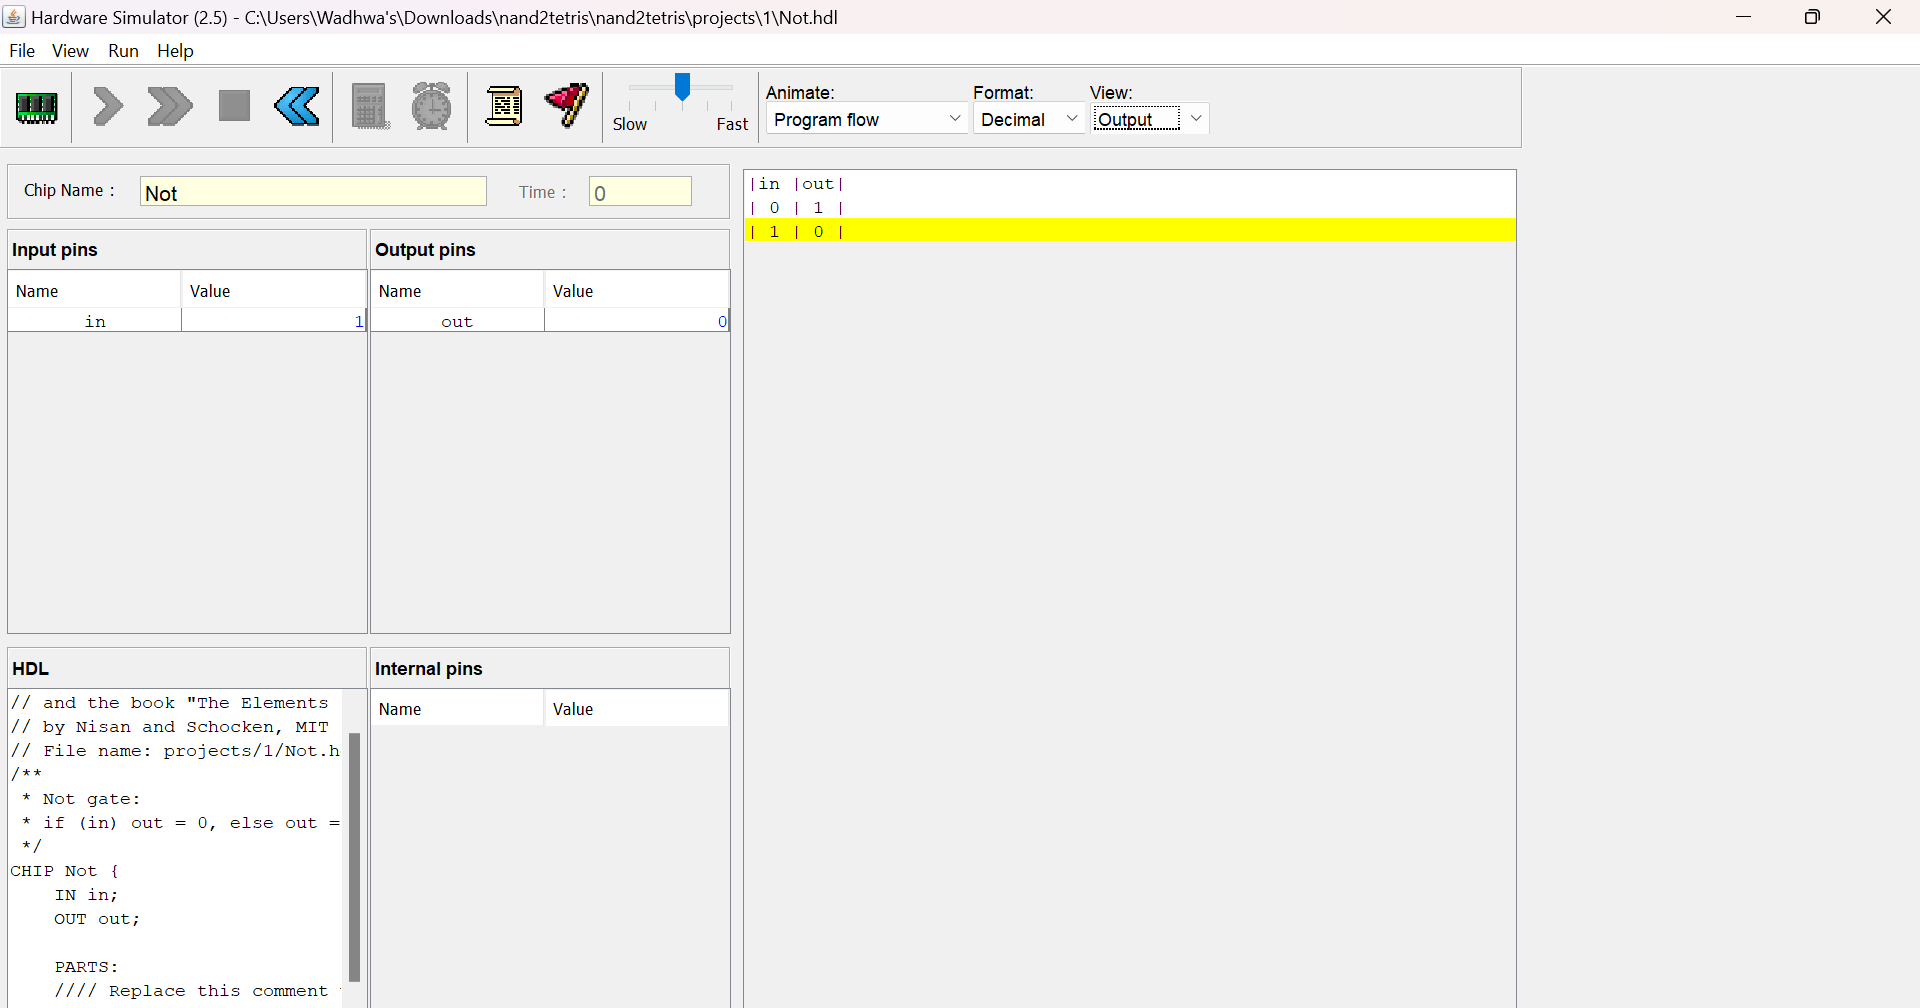 Hardware Simulator (2.5) - C:\Users\Wadhwa's\Downloads\nand2tetris\nand2tetris\projects\1\Not.hdl
File View Run Help
Slow Fast
Animate: Format: View:
Program flow Decimal Output
Chip Name : Not Time : 0
Input pins Output pins
Name Value Name Value
in 1 out 0
|in |out|
| 0 | 1 |
| 1 | 0 |
HDL Internal pins
Name Value
// and the book "The Elements
// by Nisan and Schocken, MIT
// File name: projects/1/Not.h
/**
* Not gate:
* if (in) out = 0, else out =
*/
CHIP Not {
IN in;
OUT out;
PARTS:
//// Replace this comment